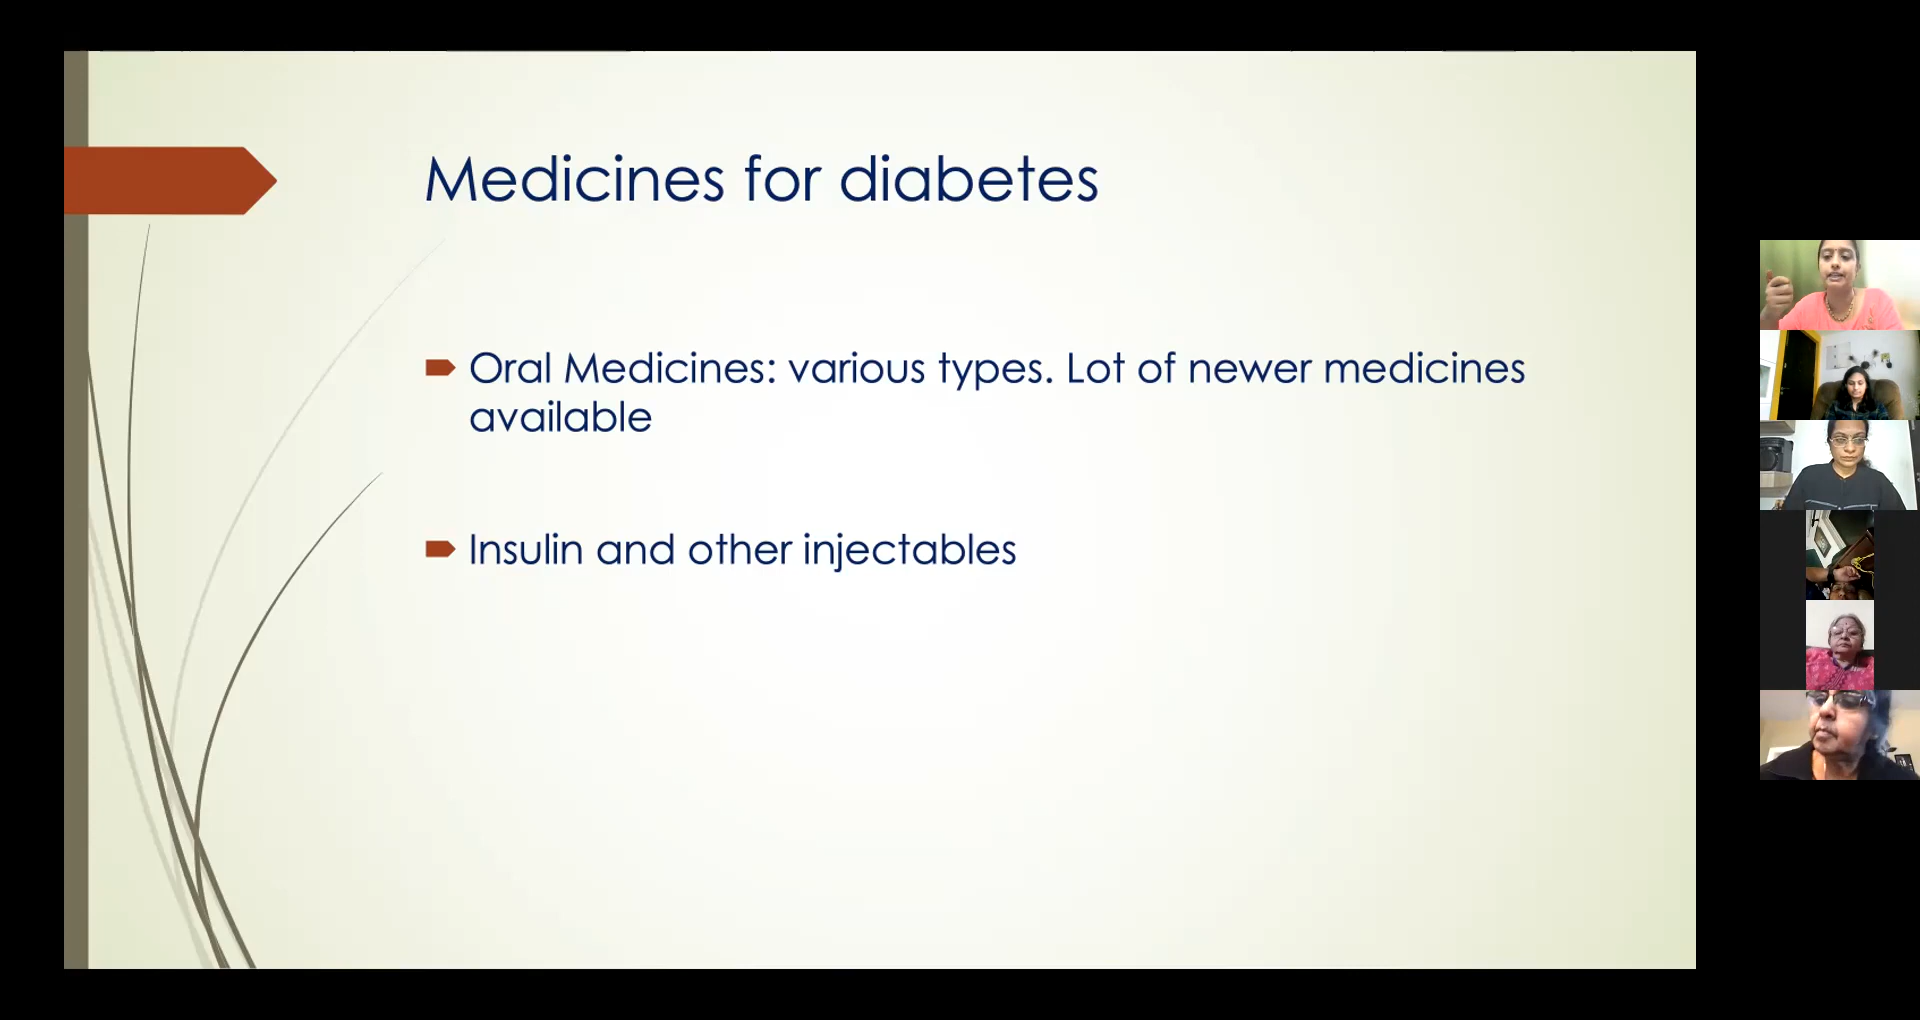 Medicines for diabetes
Oral Medicines: various types. Lot of newer medicines
available
Insulin and other injectables